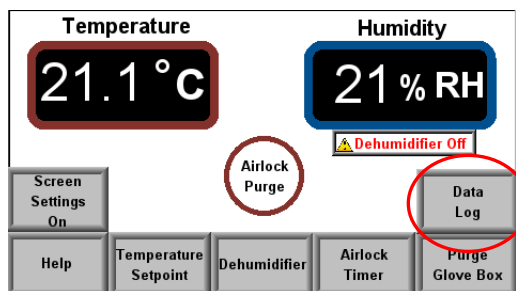 Temperature
Humidity
21.1 °C
21 % RH
Dehumidifier Off
Airlock
Purge
Screen
Settings
On
Data
Log
Help
Temperature
Setpoint
Dehumidifier
Airlock
Timer
Purge
Glove Box